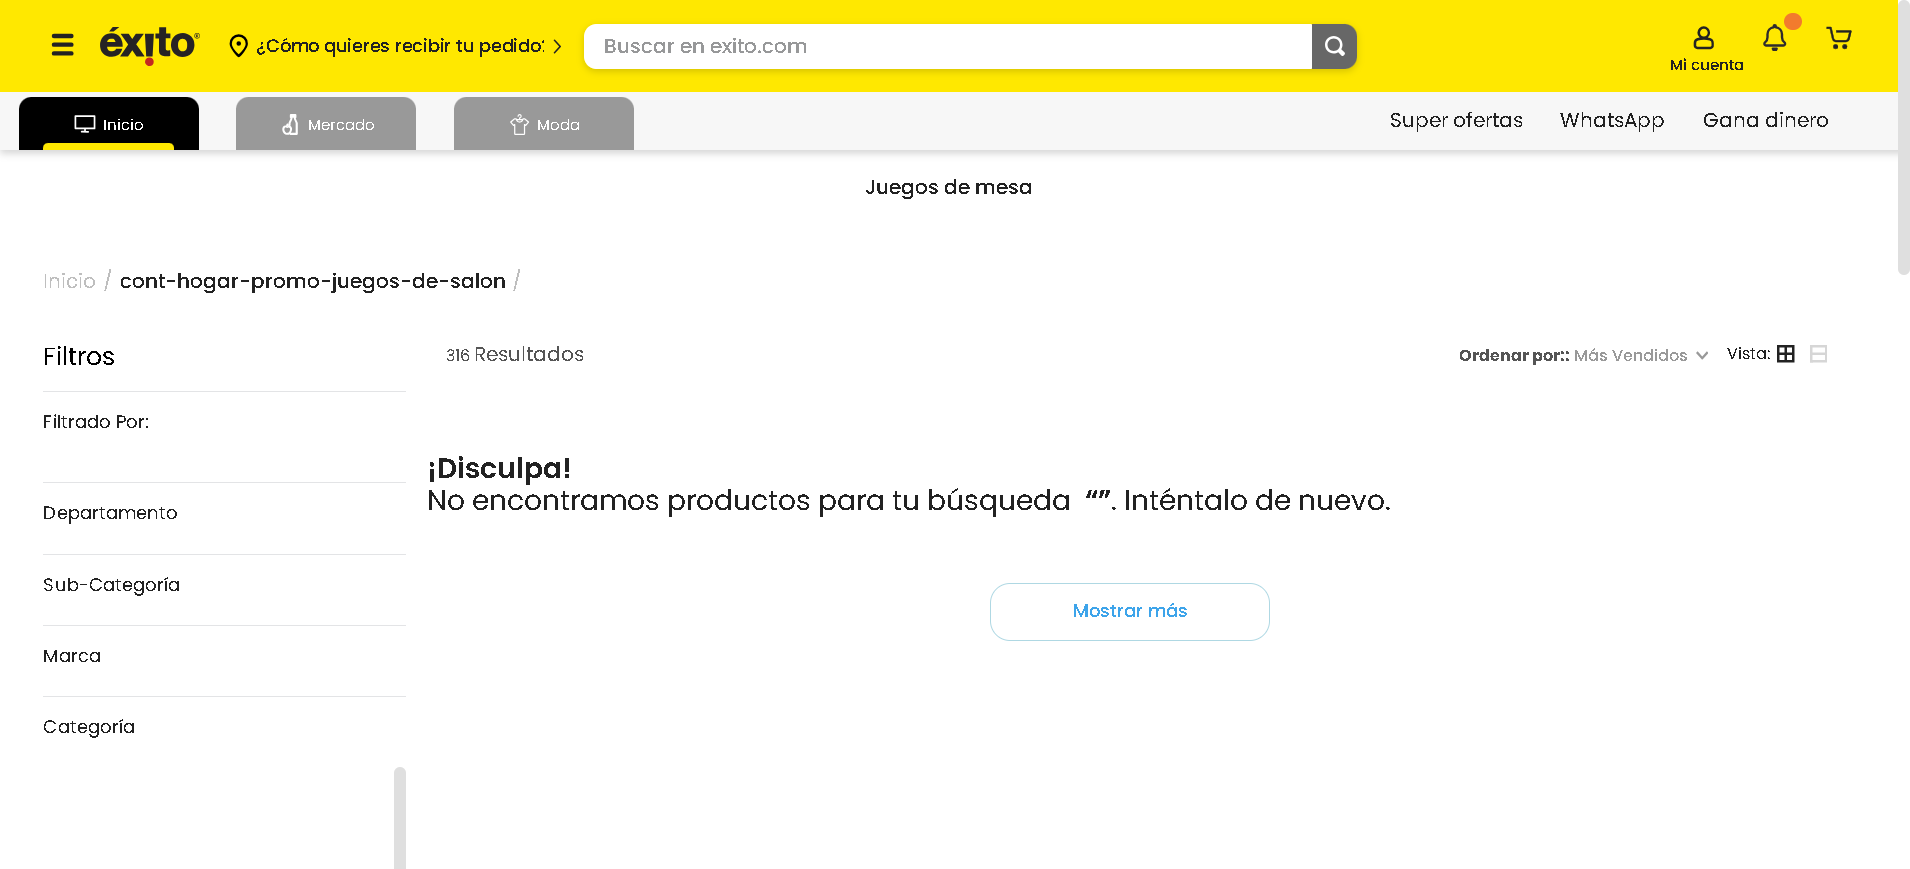 éxito
¿Cómo quieres recibir tu pedido?
Buscar en exito.com
Mi cuenta
Inicio
Mercado
Moda
Super ofertas
WhatsApp
Gana dinero
Juegos de mesa
Inicio / cont-hogar-promo-juegos-de-salon /
Filtros
316 Resultados
Ordenar por:: Más Vendidos
Vista:
Filtrado Por:
¡Disculpa!
No encontramos productos para tu búsqueda “”. Inténtalo de nuevo.
Departamento
Sub-Categoría
Mostrar más
Marca
Categoría